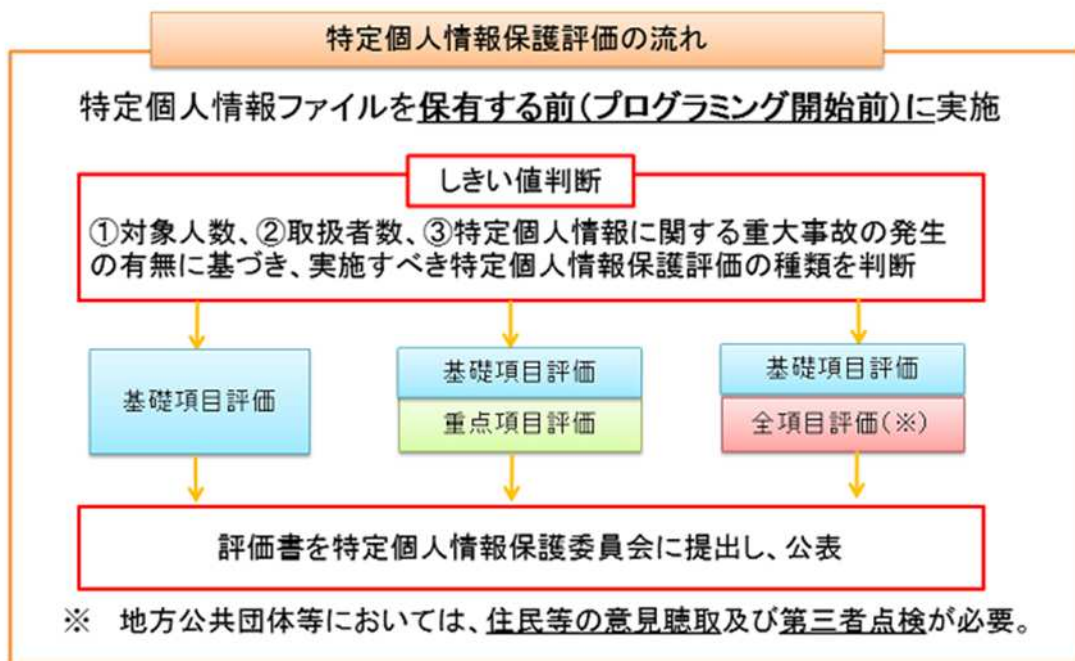 特定個人情報保護評価の流れ
特定個人情報ファイルを保有する前(プログラミング開始前)に実施
しきい値判断
①対象人数、②取扱者数、③特定個人情報に関する重大事故の発生
の有無に基づき、実施すべき特定個人情報保護評価の種類を判断
基礎項目評価
基礎項目評価
重点項目評価
基礎項目評価
全項目評価(※)
評価書を特定個人情報保護委員会に提出し、公表
※ 地方公共団体等においては、住民等の意見聴取及び第三者点検が必要。